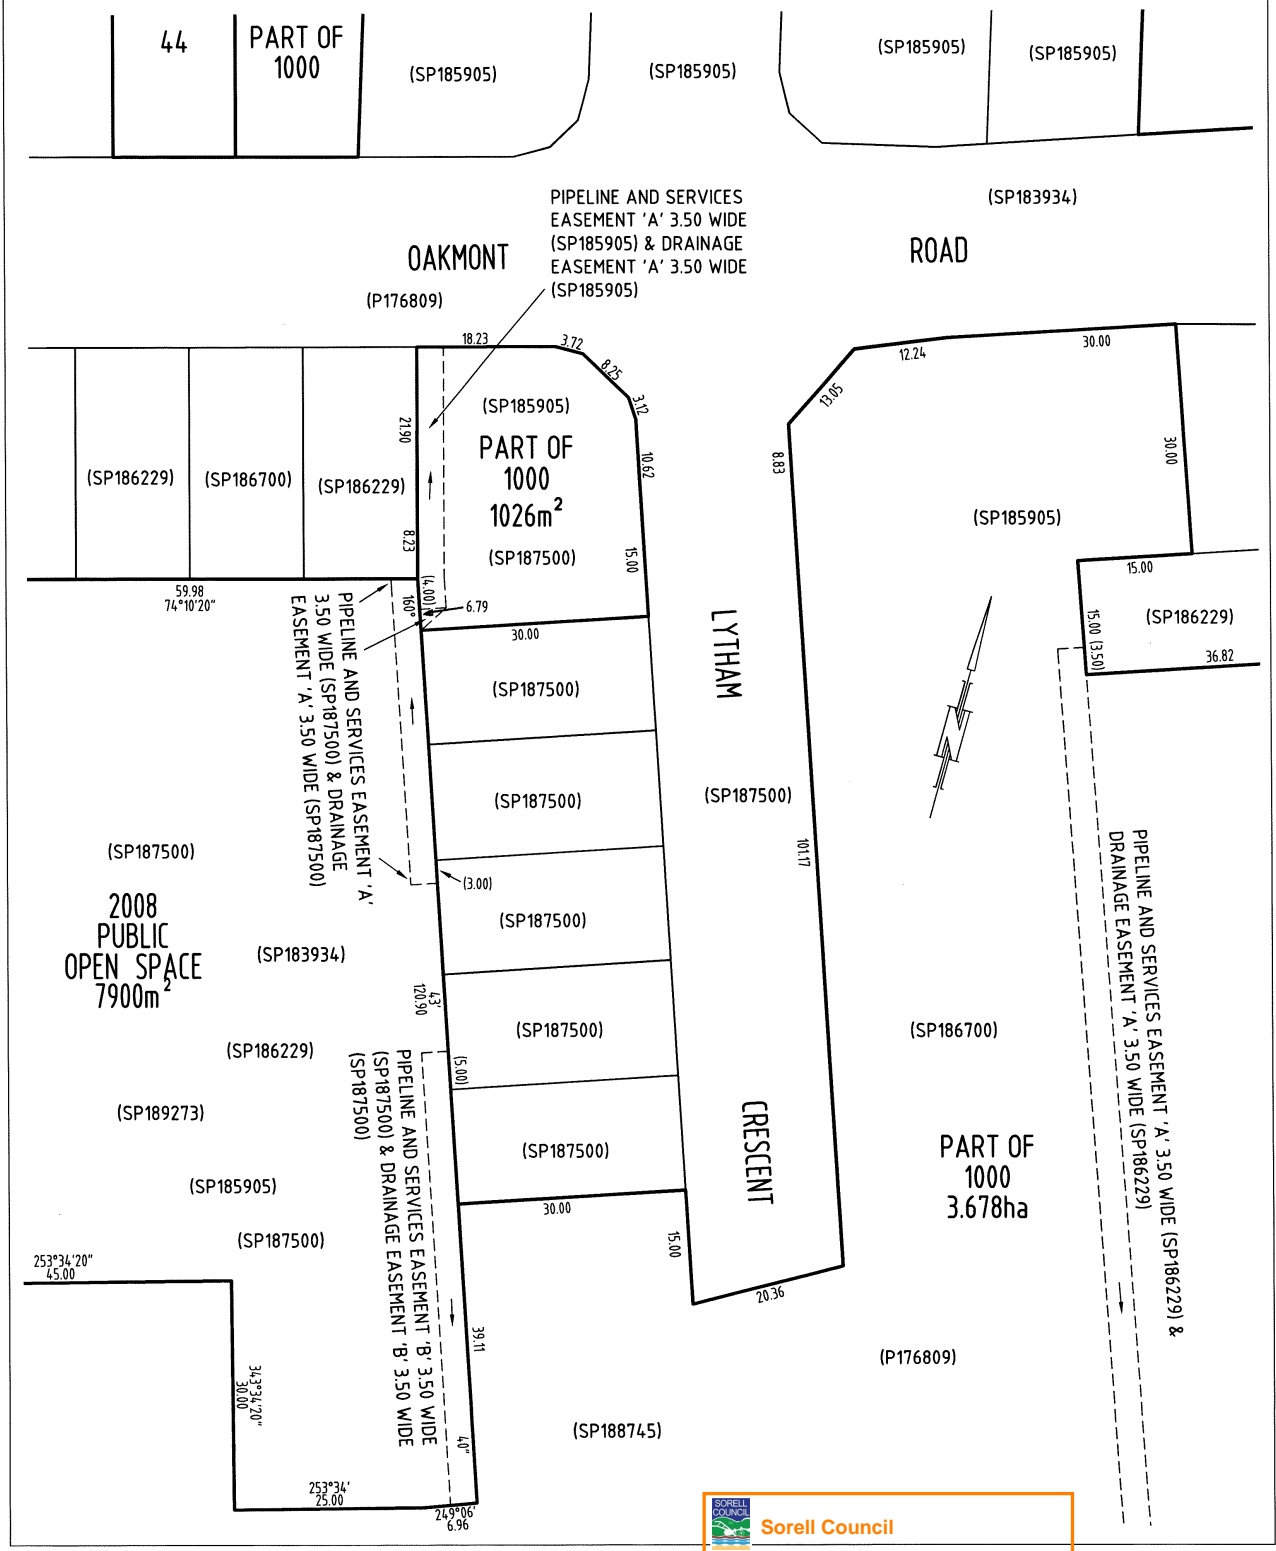 44
PART OF
1000
(SP185905)
(SP185905)
(SP185905)
(SP185905)
(SP183934)
PIPELINE AND SERVICES
EASEMENT 'A' 3.50 WIDE
(SP185905) & DRAINAGE
EASEMENT 'A' 3.50 WIDE
(SP185905)
OAKMONT
ROAD
(P176809)
18.23
3.72
8.25
3.12
12.24
30.00
13.05
(SP185905)
21.90
PART OF
1000
1026m²
10.62
8.83
30.00
(SP186229)
(SP186700)
(SP186229)
(SP185905)
8.23
(SP187500)
15.00
15.00
59.98
74°10'20"
160°
(4.00)
6.79
30.00
15.00 (3.50)
(SP186229)
36.82
PIPELINE AND SERVICES EASEMENT 'A'
3.50 WIDE (SP187500) & DRAINAGE
EASEMENT 'A' 3.50 WIDE (SP187500)
LYTHAM
(SP187500)
(SP187500)
(SP187500)
101.17
(SP187500)
(3.00)
2008
PUBLIC
OPEN SPACE
7900m²
(SP183934)
(SP187500)
43'
120.90
(SP187500)
(SP186700)
PIPELINE AND SERVICES EASEMENT 'A' 3.50 WIDE (SP186229) &
DRAINAGE EASEMENT 'A' 3.50 WIDE (SP186229)
(SP186229)
(5.00)
(SP189273)
PIPELINE AND SERVICES EASEMENT 'B' 3.50 WIDE
(SP187500) & DRAINAGE EASEMENT 'B' 3.50 WIDE
(SP187500)
(SP187500)
CRESCENT
PART OF
1000
3.678ha
(SP185905)
30.00
(SP187500)
15.00
253°34'20"
45.00
20.36
39.11
(P176809)
343°34'20"
30.00
40"
(SP188745)
253°34'
25.00
249°06'
6.96
SORELL
COUNCIL
Sorell Council